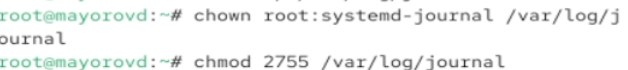 root@mayorovd:~# chown root:systemd-journal /var/log/j
ournal
root@mayorovd:~# chmod 2755 /var/log/journal